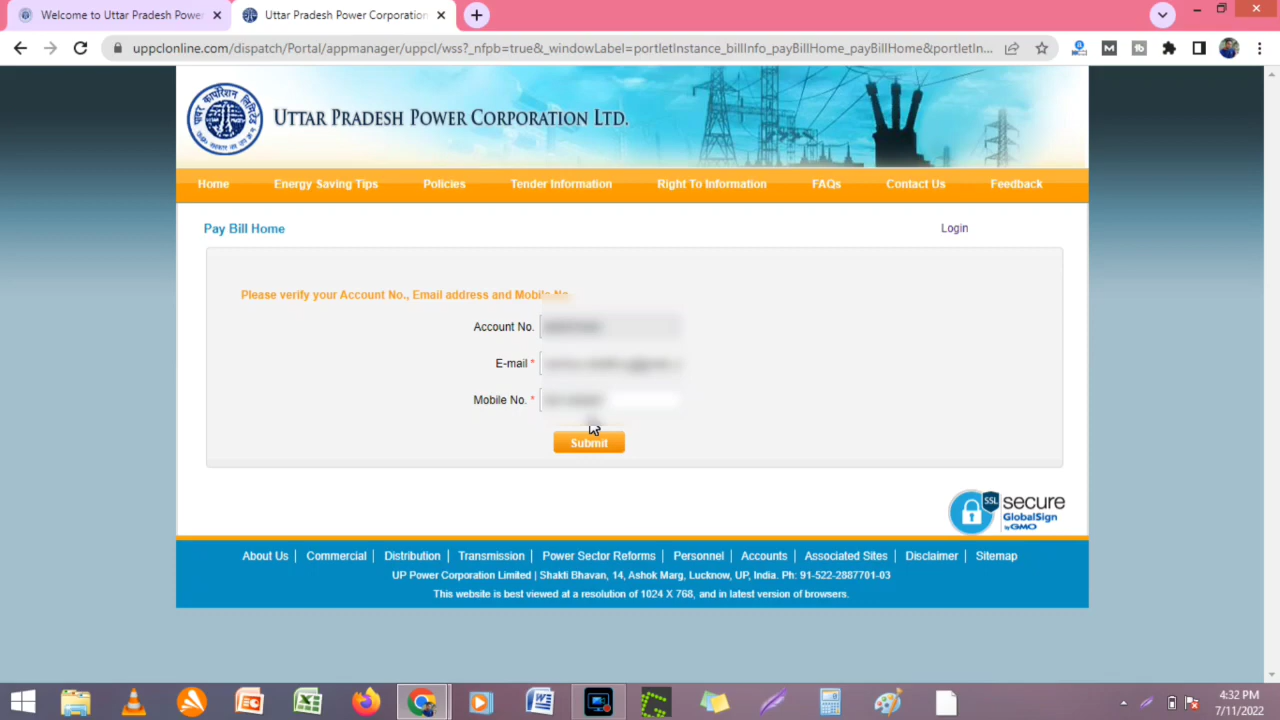 Welcome to Uttar Pradesh Power
Uttar Pradesh Power Corporation
uppclonline.com/dispatch/Portal/appmanager/uppcl/wss?_nfpb=true&_windowLabel=portletInstance_billInfo_payBillHome_payBillHome&portletIn...
UTTAR PRADESH POWER CORPORATION LTD.
Home Energy Saving Tips Policies Tender Information Right To Information FAQs Contact Us Feedback
Pay Bill Home Login
Please verify your Account No., Email address and Mobile No.
Account No.
E-mail *
Mobile No. *
Submit
SSL secure
GlobalSign
by GMO
About Us | Commercial | Distribution | Transmission | Power Sector Reforms | Personnel | Accounts | Associated Sites | Disclaimer | Sitemap
UP Power Corporation Limited | Shakti Bhavan, 14, Ashok Marg, Lucknow, UP, India. Ph: 91-522-2887701-03
This website is best viewed at a resolution of 1024 X 768, and in latest version of browsers.
4:32 PM
7/11/2022